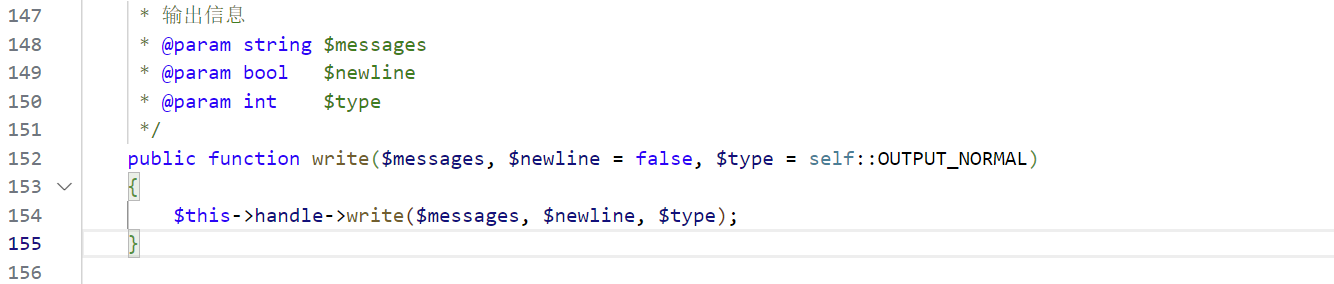 147 * 输出信息
148 * @param string $messages
149 * @param bool   $newline
150 * @param int    $type
151 */
152 public function write($messages, $newline = false, $type = self::OUTPUT_NORMAL)
153 {
154     $this->handle->write($messages, $newline, $type);
155 }
156